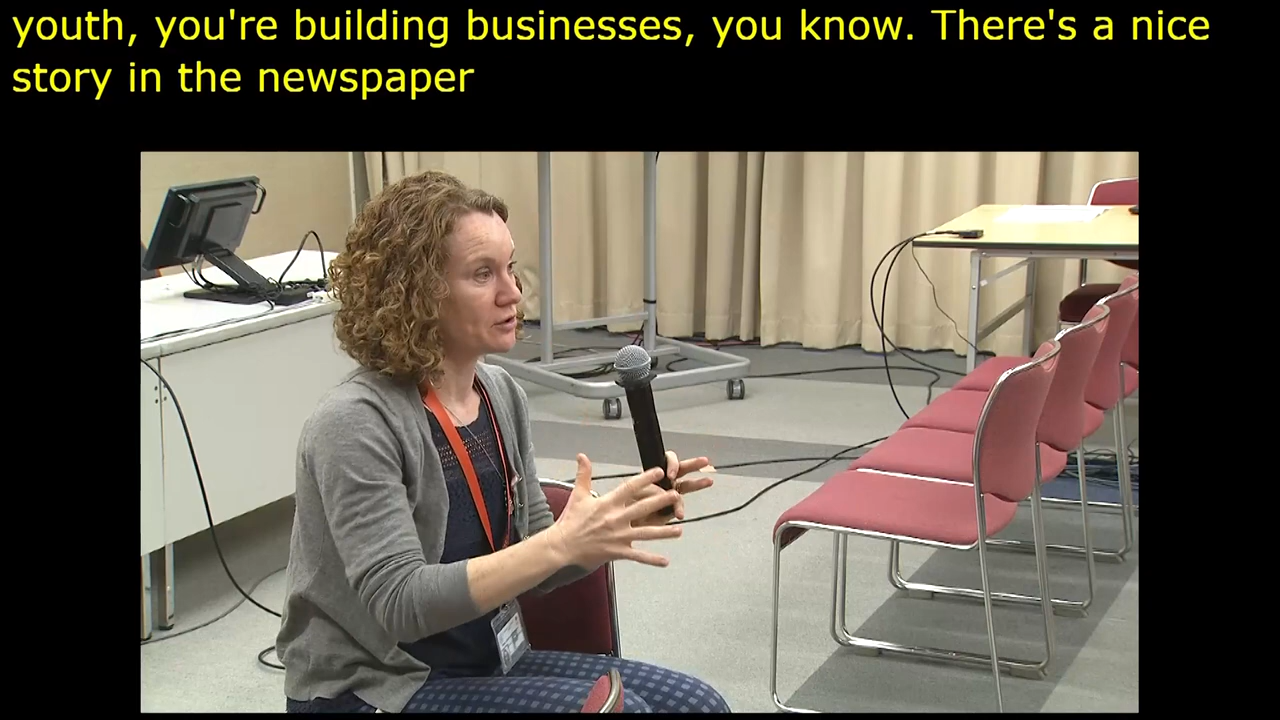 youth, you're building businesses, you know. There's a nice
story in the newspaper